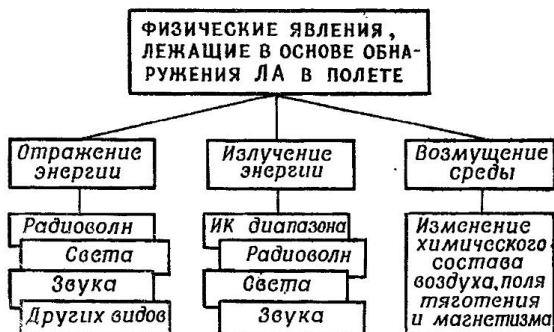 ФИЗИЧЕСКИЕ ЯВЛЕНИЯ,
ЛЕЖАЩИЕ В ОСНОВЕ ОБНА-
РУЖЕНИЯ ЛА В ПОЛЕТЕ
Отражение
энергии
Радиоволн
Света
Звука
Других видов
Излучение
энергии
ИК диапазона
Радиоволн
Света
Звука
Возмущение
среды
Изменение
химического
состава
воздуха, поля
тяготения
и магнетизма